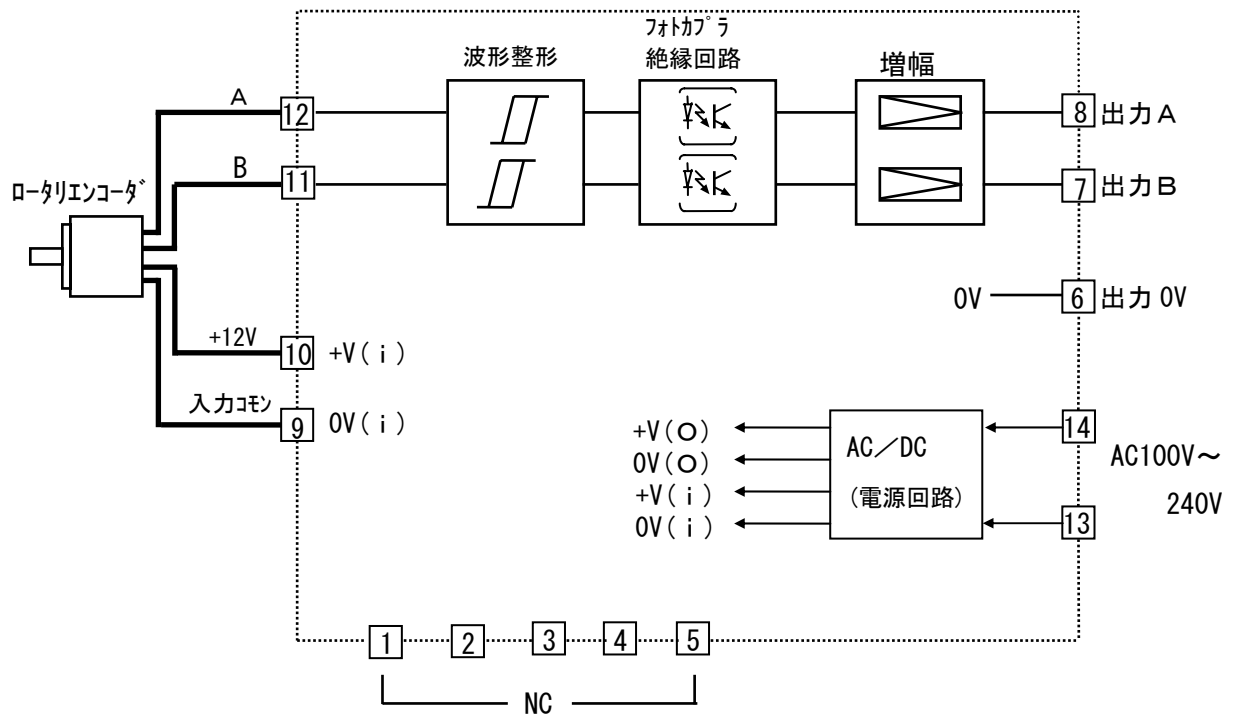 ﾌｫﾄｶﾌﾟﾗ
波形整形
絶縁回路
増幅
A
12
8
出力A
B
11
7
出力B
ﾛｰﾀﾘｴﾝｺｰﾀﾞ
0V
6
出力 0V
+12V
10
+V(i)
入力ｺﾓﾝ
9
0V(i)
+V(O)
0V(O)
+V(i)
0V(i)
AC／DC
(電源回路)
14
13
AC100V～
240V
1
2
3
4
5
NC